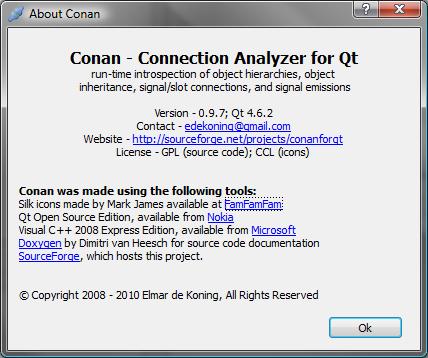 About Conan
Conan - Connection Analyzer for Qt
run-time introspection of object hierarchies, object
inheritance, signal/slot connections, and signal emissions
Version - 0.9.7; Qt 4.6.2
Contact - edekoning@gmail.com
Website - http://sourceforge.net/projects/conanforqt
License - GPL (source code); CCL (icons)
Conan was made using the following tools:
Silk icons made by Mark James available at FamFamFam
Qt Open Source Edition, available from Nokia
Visual C++ 2008 Express Edition, available from Microsoft
Doxygen by Dimitri van Heesch for source code documentation
SourceForge, which hosts this project.
© Copyright 2008 - 2010 Elmar de Koning, All Rights Reserved
Ok